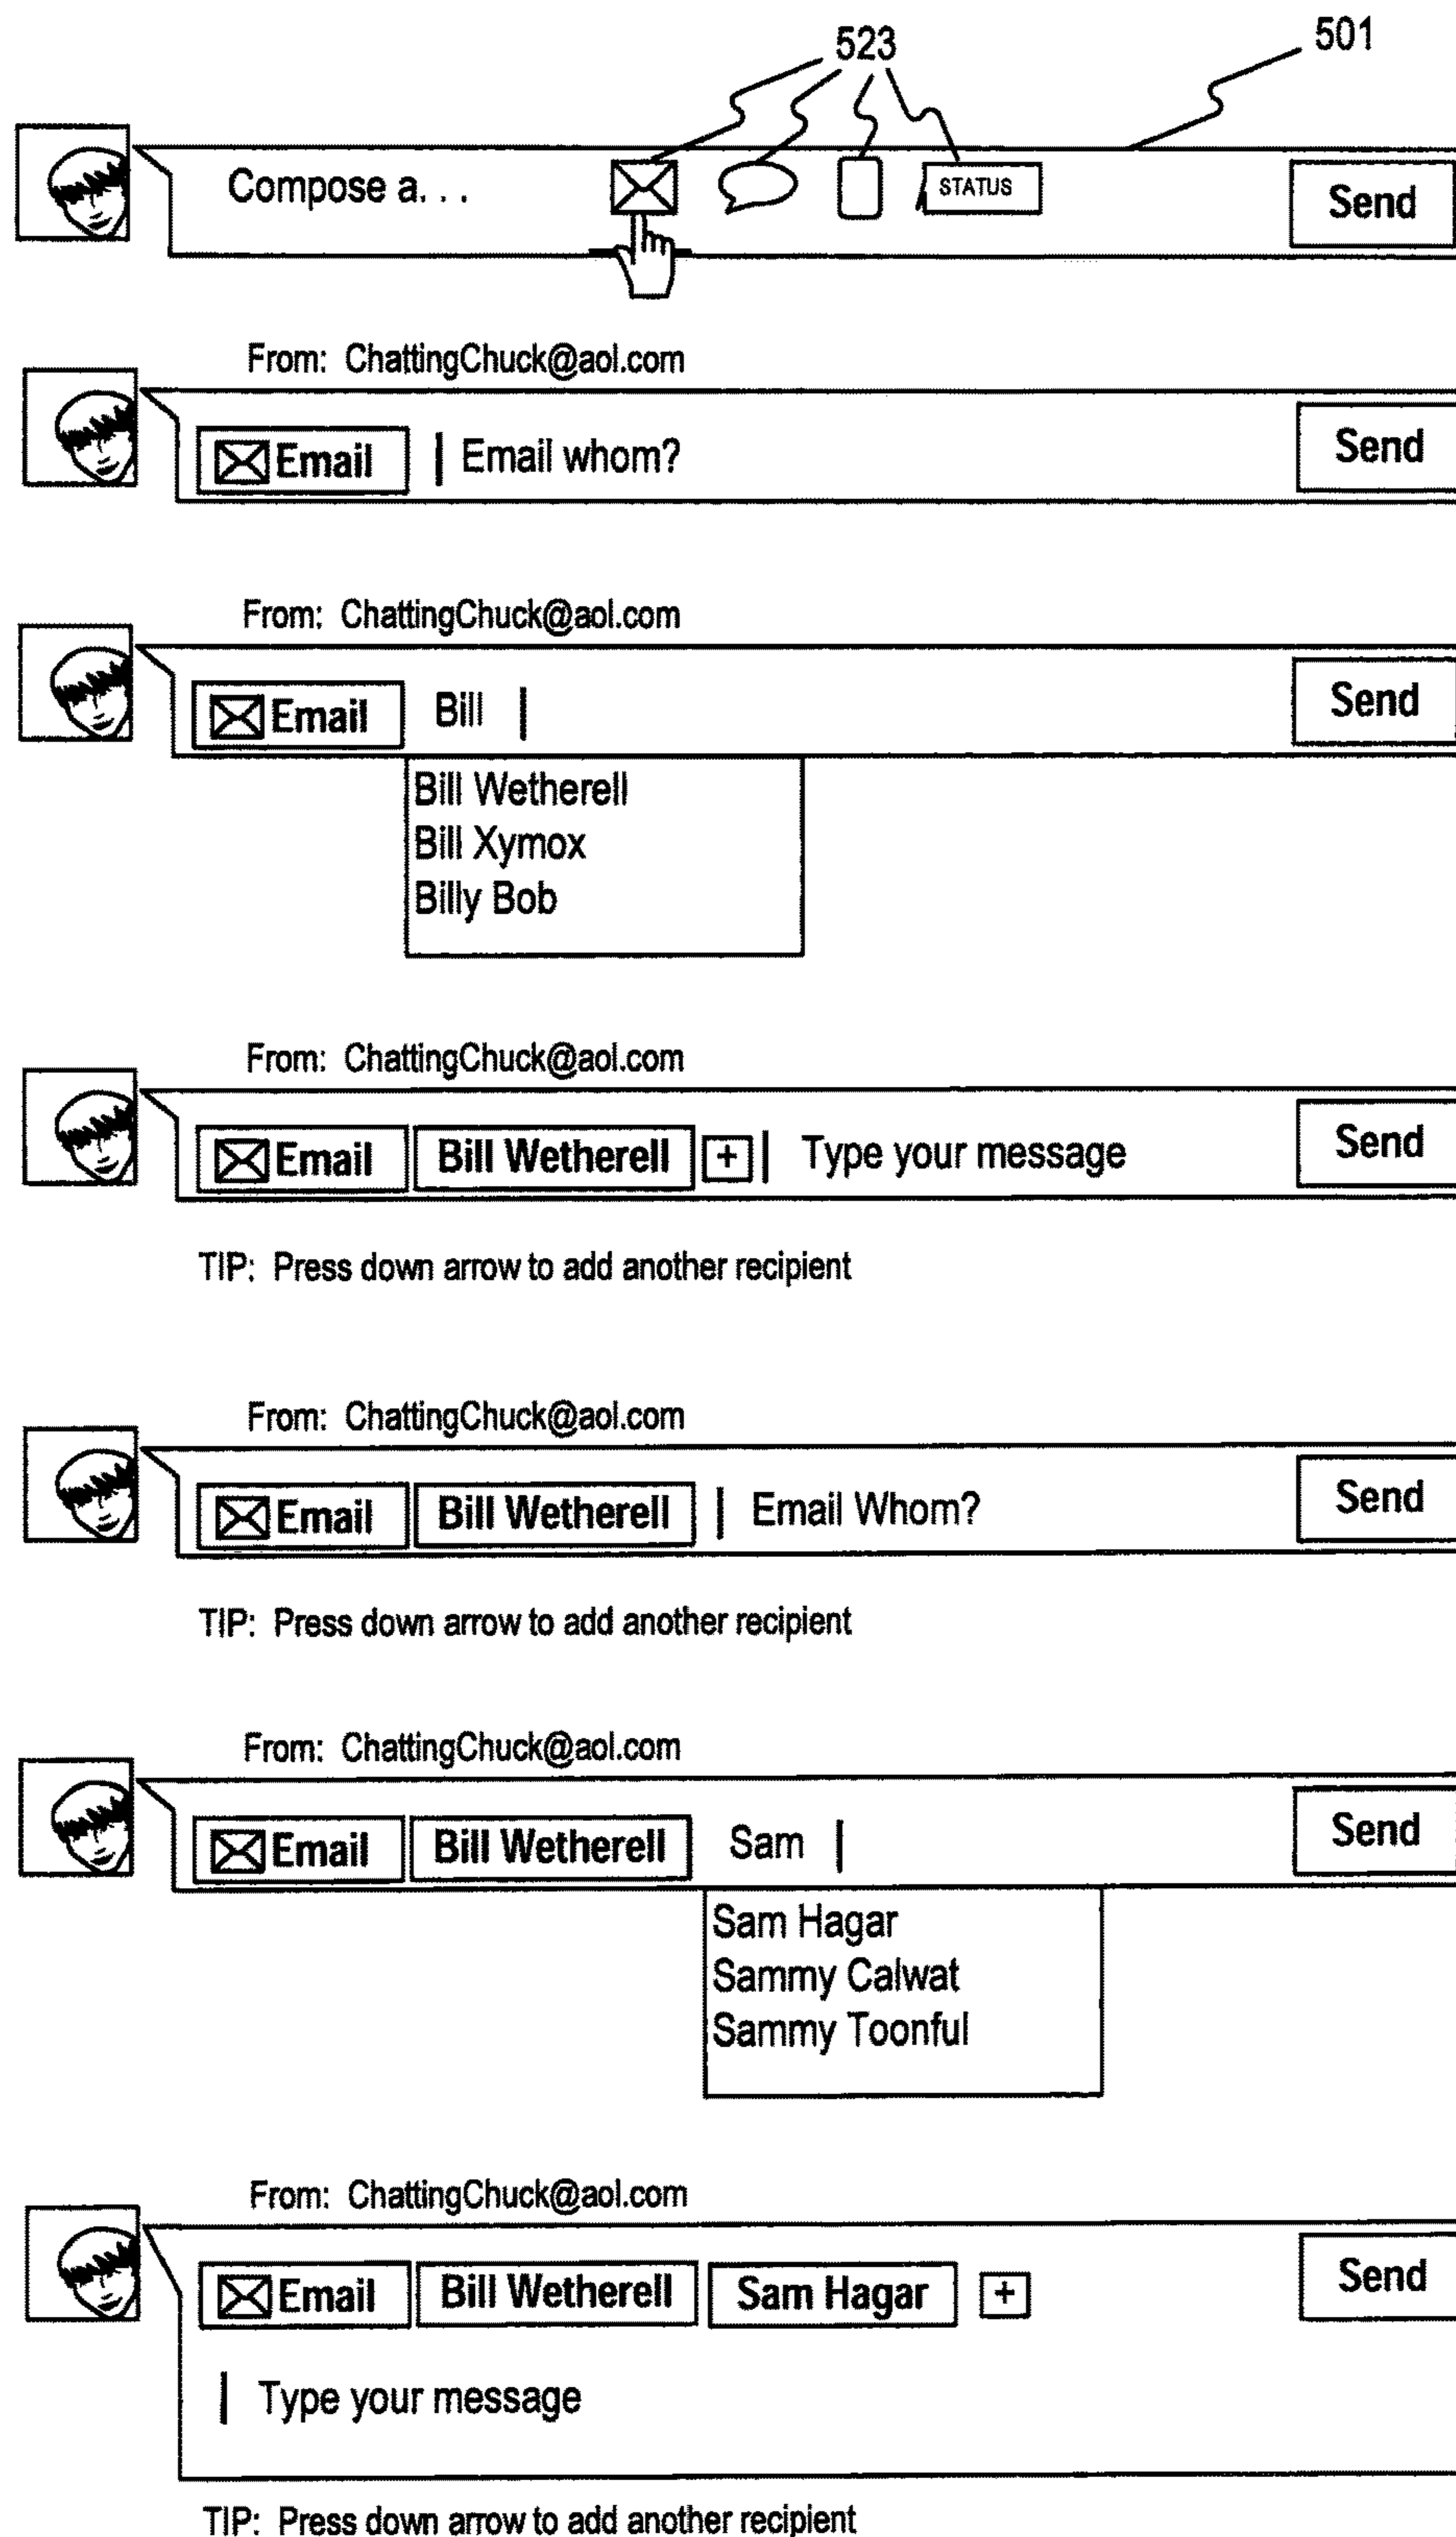 523
501
Compose a. . .
STATUS
Send
From: ChattingChuck@aol.com
Email | Email whom?
Send
From: ChattingChuck@aol.com
Email Bill |
Send
Bill Wetherell
Bill Xymox
Billy Bob
From: ChattingChuck@aol.com
Email Bill Wetherell + | Type your message
Send
TIP: Press down arrow to add another recipient
From: ChattingChuck@aol.com
Email Bill Wetherell | Email Whom?
Send
TIP: Press down arrow to add another recipient
From: ChattingChuck@aol.com
Email Bill Wetherell Sam |
Send
Sam Hagar
Sammy Calwat
Sammy Toonful
From: ChattingChuck@aol.com
Email Bill Wetherell Sam Hagar +
Send
| Type your message
TIP: Press down arrow to add another recipient